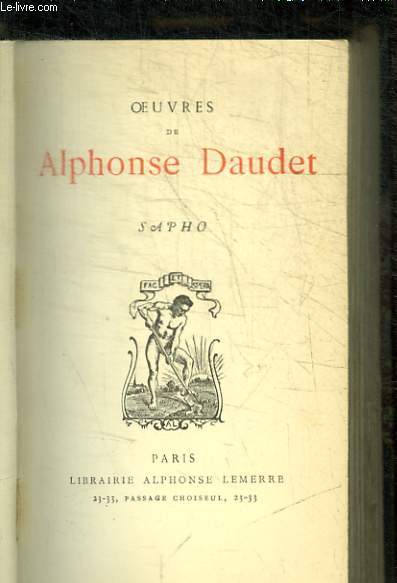 Le-livre.com
ŒUVRES
DE
Alphonse Daudet
SAPHO
FAC ET SPERA
AL
PARIS
LIBRAIRIE ALPHONSE LEMERRE
23-33, PASSAGE CHOISEUL, 23-33